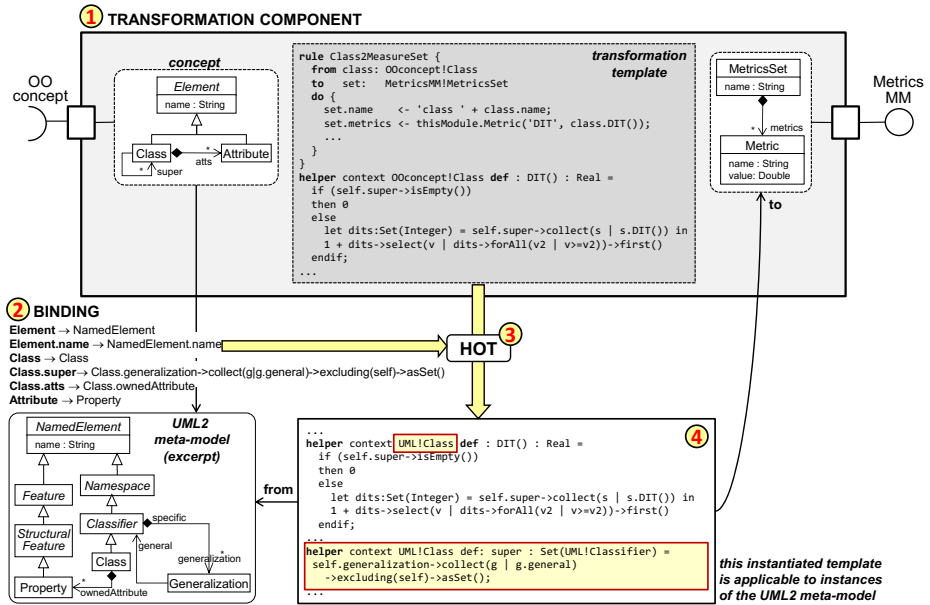 1 TRANSFORMATION COMPONENT
OO
concept
concept
Element
name : String
Class
Attribute
*
atts
*
super
transformation
template
rule Class2MeasureSet {
from class: OOconcept!Class
to set: MetricsMM!MetricsSet
do {
set.name <- 'class ' + class.name;
set.metrics <- thisModule.Metric('DIT', class.DIT());
...
}
}
helper context OOconcept!Class def : DIT() : Real =
if (self.super->isEmpty())
then 0
else
let dits:Set(Integer) = self.super->collect(s | s.DIT()) in
1 + dits->select(v | dits->forAll(v2 | v>=v2))->first()
endif;
...
MetricsSet
name : String
* metrics
Metric
name : String
value: Double
Metrics
MM
to
2 BINDING
Element → NamedElement
Element.name → NamedElement.name
Class → Class
Class.super→ Class.generalization->collect(g|g.general)->excluding(self)->asSet()
Class.atts → Class.ownedAttribute
Attribute → Property
3
HOT
NamedElement
name : String
UML2
meta-model
(excerpt)
Feature
Namespace
Structural
Feature
Classifier
specific
general
*
generalization
Class
Property
*
ownedAttribute
Generalization
from
4
...
helper context UML!Class def : DIT() : Real =
if (self.super->isEmpty())
then 0
else
let dits:Set(Integer) = self.super->collect(s | s.DIT()) in
1 + dits->select(v | dits->forAll(v2 | v>=v2))->first()
endif;
...
helper context UML!Class def: super : Set(UML!Classifier) =
self.generalization->collect(g | g.general)
->excluding(self)->asSet();
...
this instantiated template
is applicable to instances
of the UML2 meta-model